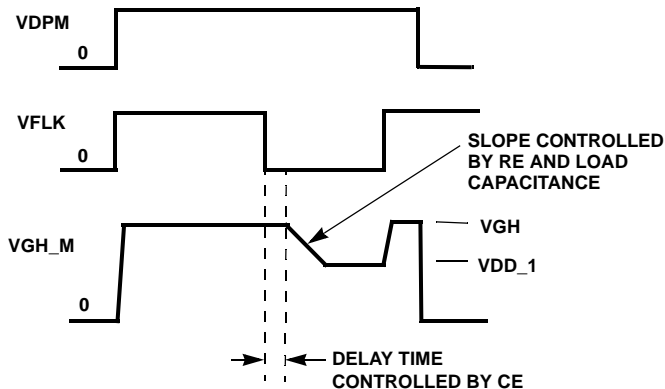 VDPM
0
VFLK
0
SLOPE CONTROLLED
BY RE AND LOAD
CAPACITANCE
VGH
VGH_M
VDD_1
0
DELAY TIME
CONTROLLED BY CE